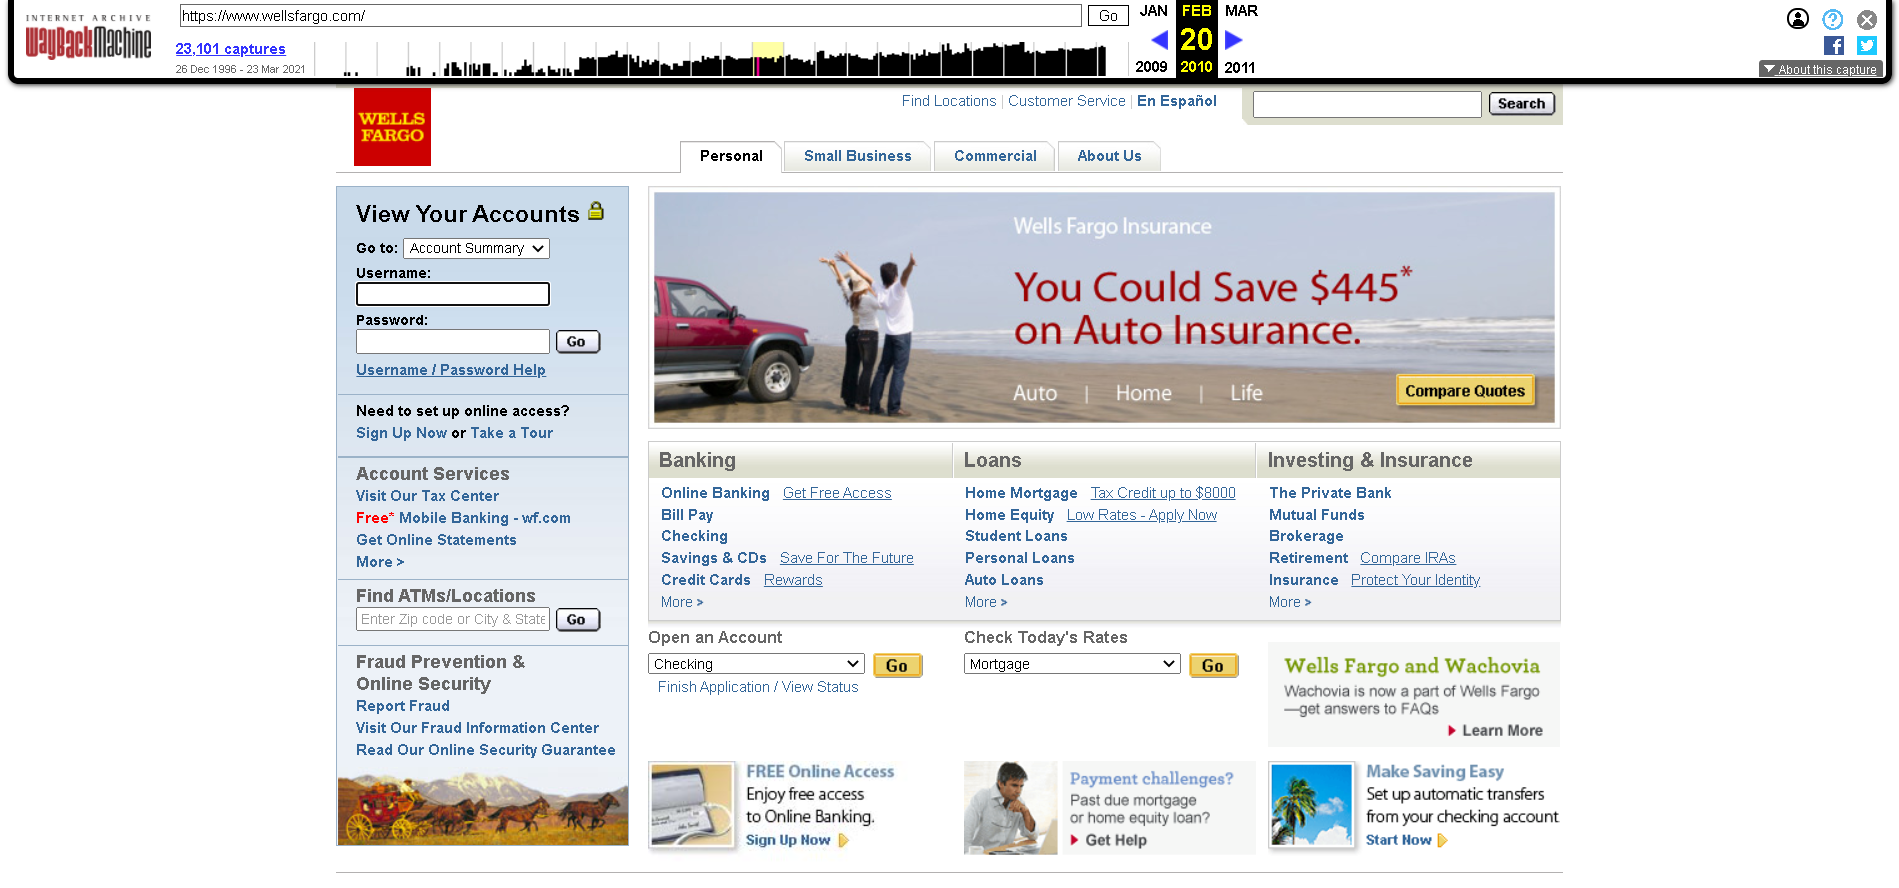 INTERNET ARCHIVE
WayBackMachine
https://www.wellsfargo.com/
Go
JAN FEB MAR
20
2009 2010 2011
23,101 captures
26 Dec 1996 - 23 Mar 2021
About this capture
WELLS
FARGO
Find Locations | Customer Service | En Español
Search
Personal
Small Business
Commercial
About Us
View Your Accounts
Go to: Account Summary
Username:
Password:
Go
Username / Password Help
Need to set up online access?
Sign Up Now or Take a Tour
Account Services
Visit Our Tax Center
Free* Mobile Banking - wf.com
Get Online Statements
More >
Find ATMs/Locations
Enter Zip code or City & State
Go
Fraud Prevention &
Online Security
Report Fraud
Visit Our Fraud Information Center
Read Our Online Security Guarantee
Wells Fargo Insurance
You Could Save $445*
on Auto Insurance.
Auto | Home | Life
Compare Quotes
Banking
Online Banking Get Free Access
Bill Pay
Checking
Savings & CDs Save For The Future
Credit Cards Rewards
More >
Loans
Home Mortgage Tax Credit up to $8000
Home Equity Low Rates - Apply Now
Student Loans
Personal Loans
Auto Loans
More >
Investing & Insurance
The Private Bank
Mutual Funds
Brokerage
Retirement Compare IRAs
Insurance Protect Your Identity
More >
Open an Account
Checking
Go
Finish Application / View Status
Check Today's Rates
Mortgage
Go
Wells Fargo and Wachovia
Wachovia is now a part of Wells Fargo
—get answers to FAQs
Learn More
FREE Online Access
Enjoy free access
to Online Banking.
Sign Up Now
Payment challenges?
Past due mortgage
or home equity loan?
Get Help
Make Saving Easy
Set up automatic transfers
from your checking account
Start Now